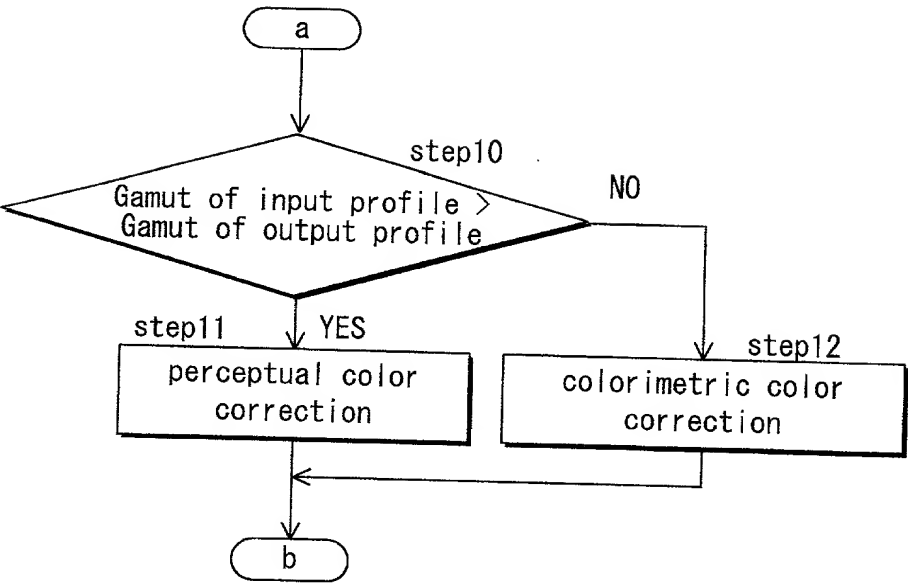 a
step10
Gamut of input profile >
Gamut of output profile
NO
step11
YES
step12
perceptual color
correction
colorimetric color
correction
b